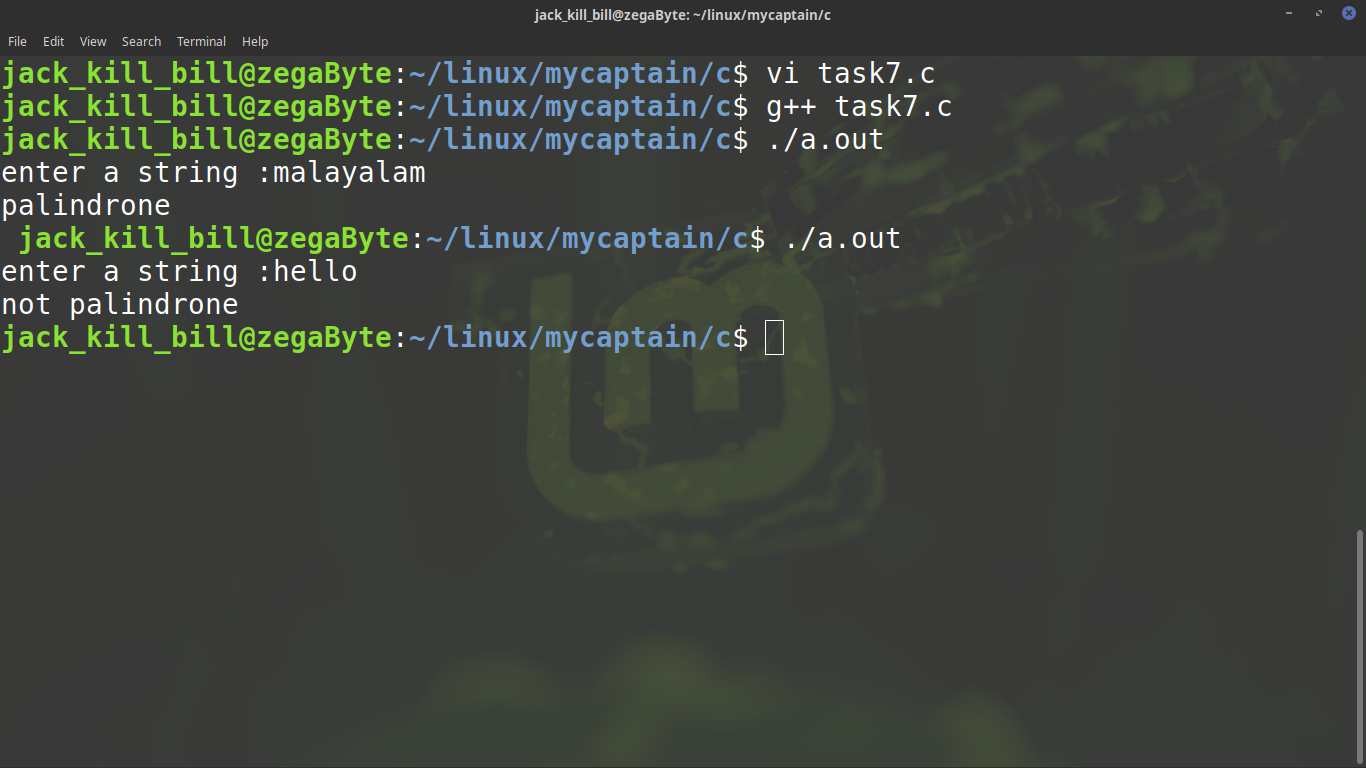 jack_kill_bill@zegaByte: ~/linux/mycaptain/c
File Edit View Search Terminal Help
jack_kill_bill@zegaByte:~/linux/mycaptain/c$ vi task7.c
jack_kill_bill@zegaByte:~/linux/mycaptain/c$ g++ task7.c
jack_kill_bill@zegaByte:~/linux/mycaptain/c$ ./a.out
enter a string :malayalam
palindrone
 jack_kill_bill@zegaByte:~/linux/mycaptain/c$ ./a.out
enter a string :hello
not palindrone
jack_kill_bill@zegaByte:~/linux/mycaptain/c$